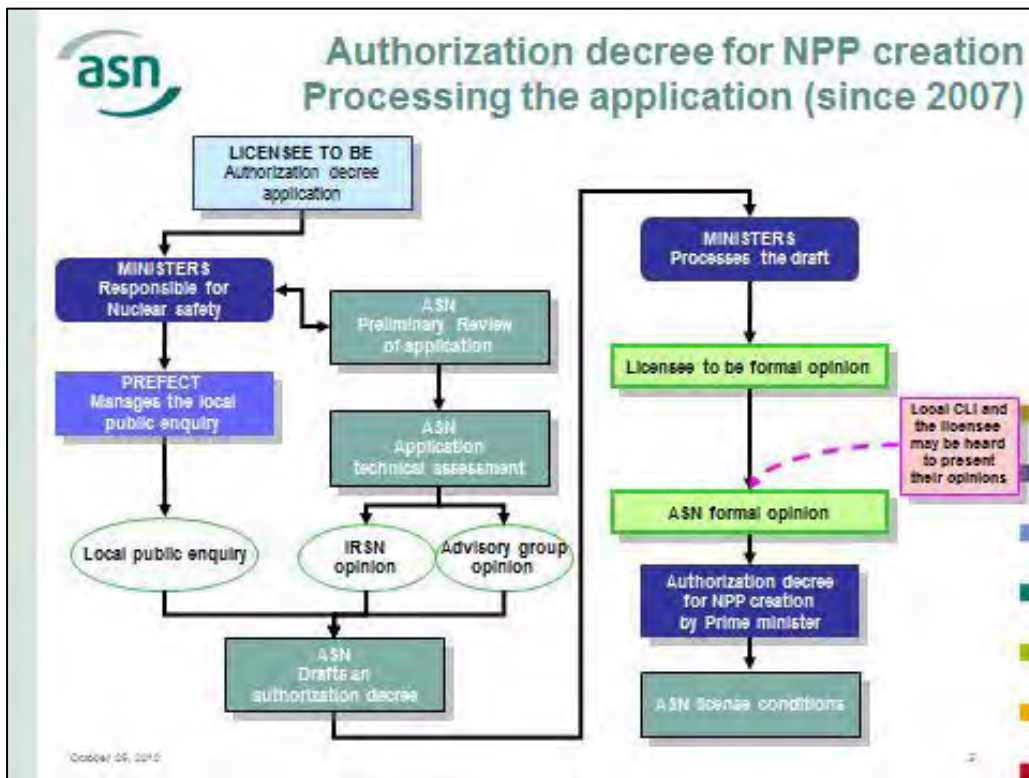 asn
Authorization decree for NPP creation
Processing the application (since 2007)
LICENSEE TO BE
Authorization decree
application
MINISTERS
Responsible for
Nuclear safety
ASN
Preliminary Review
of application
PREFECT
Manages the local
public enquiry
ASN
Application
technical assessment
Local public enquiry
IRSN
opinion
Advisory group
opinion
ASN
Drafts an
authorization decree
MINISTERS
Processes the draft
Licensee to be formal opinion
Local CLI and
the licensee
may be heard
to present
their opinions
ASN formal opinion
Authorization decree
for NPP creation
by Prime minister
ASN license conditions
October